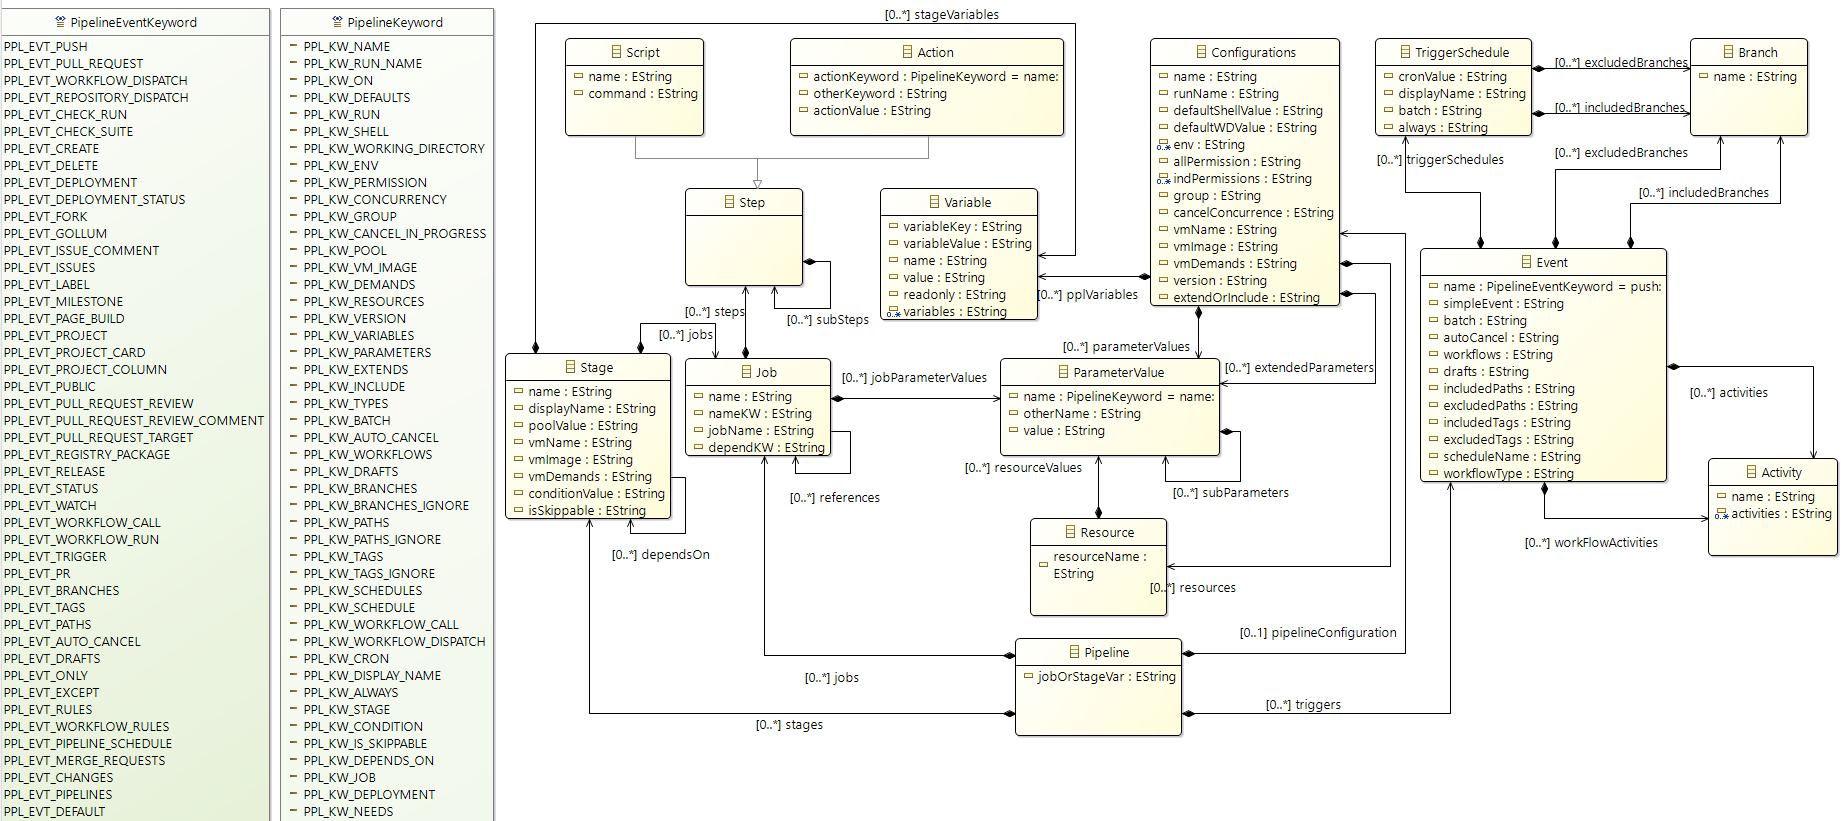 PipelineEventKeyword
PPL_EVT_PUSH
PPL_EVT_PULL_REQUEST
PPL_EVT_WORKFLOW_DISPATCH
PPL_EVT_REPOSITORY_DISPATCH
PPL_EVT_CHECK_RUN
PPL_EVT_CHECK_SUITE
PPL_EVT_CREATE
PPL_EVT_DELETE
PPL_EVT_DEPLOYMENT
PPL_EVT_DEPLOYMENT_STATUS
PPL_EVT_FORK
PPL_EVT_GOLLUM
PPL_EVT_ISSUE_COMMENT
PPL_EVT_ISSUES
PPL_EVT_LABEL
PPL_EVT_MILESTONE
PPL_EVT_PAGE_BUILD
PPL_EVT_PROJECT
PPL_EVT_PROJECT_CARD
PPL_EVT_PROJECT_COLUMN
PPL_EVT_PUBLIC
PPL_EVT_PULL_REQUEST_REVIEW
PPL_EVT_PULL_REQUEST_REVIEW_COMMENT
PPL_EVT_PULL_REQUEST_TARGET
PPL_EVT_REGISTRY_PACKAGE
PPL_EVT_RELEASE
PPL_EVT_STATUS
PPL_EVT_WATCH
PPL_EVT_WORKFLOW_CALL
PPL_EVT_WORKFLOW_RUN
PPL_EVT_TRIGGER
PPL_EVT_PR
PPL_EVT_BRANCHES
PPL_EVT_TAGS
PPL_EVT_PATHS
PPL_EVT_AUTO_CANCEL
PPL_EVT_DRAFTS
PPL_EVT_ONLY
PPL_EVT_EXCEPT
PPL_EVT_RULES
PPL_EVT_WORKFLOW_RULES
PPL_EVT_PIPELINE_SCHEDULE
PPL_EVT_MERGE_REQUESTS
PPL_EVT_CHANGES
PPL_EVT_PIPELINES
PPL_EVT_DEFAULT
PipelineKeyword
PPL_KW_NAME
PPL_KW_RUN_NAME
PPL_KW_ON
PPL_KW_DEFAULTS
PPL_KW_RUN
PPL_KW_SHELL
PPL_KW_WORKING_DIRECTORY
PPL_KW_ENV
PPL_KW_PERMISSION
PPL_KW_CONCURRENCY
PPL_KW_GROUP
PPL_KW_CANCEL_IN_PROGRESS
PPL_KW_POOL
PPL_KW_VM_IMAGE
PPL_KW_DEMANDS
PPL_KW_RESOURCES
PPL_KW_VERSION
PPL_KW_VARIABLES
PPL_KW_PARAMETERS
PPL_KW_EXTENDS
PPL_KW_INCLUDE
PPL_KW_TYPES
PPL_KW_BATCH
PPL_KW_AUTO_CANCEL
PPL_KW_WORKFLOWS
PPL_KW_DRAFTS
PPL_KW_BRANCHES
PPL_KW_BRANCHES_IGNORE
PPL_KW_PATHS
PPL_KW_PATHS_IGNORE
PPL_KW_TAGS
PPL_KW_TAGS_IGNORE
PPL_KW_SCHEDULES
PPL_KW_SCHEDULE
PPL_KW_WORKFLOW_CALL
PPL_KW_WORKFLOW_DISPATCH
PPL_KW_CRON
PPL_KW_DISPLAY_NAME
PPL_KW_ALWAYS
PPL_KW_STAGE
PPL_KW_CONDITION
PPL_KW_IS_SKIPPABLE
PPL_KW_DEPENDS_ON
PPL_KW_JOB
PPL_KW_DEPLOYMENT
PPL_KW_NEEDS
[0..*] stageVariables
Script
name : EString
command : EString
Action
actionKeyword : PipelineKeyword = name:
otherKeyword : EString
actionValue : EString
Configurations
name : EString
runName : EString
defaultShellValue : EString
defaultWDValue : EString
0..* env : EString
allPermission : EString
0..* indPermissions : EString
group : EString
cancelConcurrence : EString
vmName : EString
vmImage : EString
vmDemands : EString
version : EString
extendOrInclude : EString
TriggerSchedule
cronValue : EString
displayName : EString
batch : EString
always : EString
[0..*] excludedBranches
[0..*] includedBranches
Branch
name : EString
[0..*] triggerSchedules
[0..*] excludedBranches
[0..*] includedBranches
Step
[0..*] subSteps
[0..*] steps
[0..*] jobs
Variable
variableKey : EString
variableValue : EString
name : EString
value : EString
readonly : EString
0..* variables : EString
[0..*] pplVariables
Event
name : PipelineEventKeyword = push:
simpleEvent : EString
batch : EString
autoCancel : EString
workflows : EString
drafts : EString
includedPaths : EString
excludedPaths : EString
includedTags : EString
excludedTags : EString
scheduleName : EString
workflowType : EString
[0..*] parameterValues
[0..*] extendedParameters
Stage
name : EString
displayName : EString
poolValue : EString
vmName : EString
vmImage : EString
vmDemands : EString
conditionValue : EString
isSkippable : EString
[0..*] dependsOn
Job
name : EString
nameKW : EString
jobName : EString
dependKW : EString
[0..*] jobParameterValues
[0..*] references
ParameterValue
name : PipelineKeyword = name:
otherName : EString
value : EString
[0..*] resourceValues
[0..*] subParameters
[0..*] activities
Activity
name : EString
0..* activities : EString
[0..*] workFlowActivities
Resource
resourceName :
EString
[0..*] resources
[0..1] pipelineConfiguration
Pipeline
jobOrStageVar : EString
[0..*] jobs
[0..*] triggers
[0..*] stages